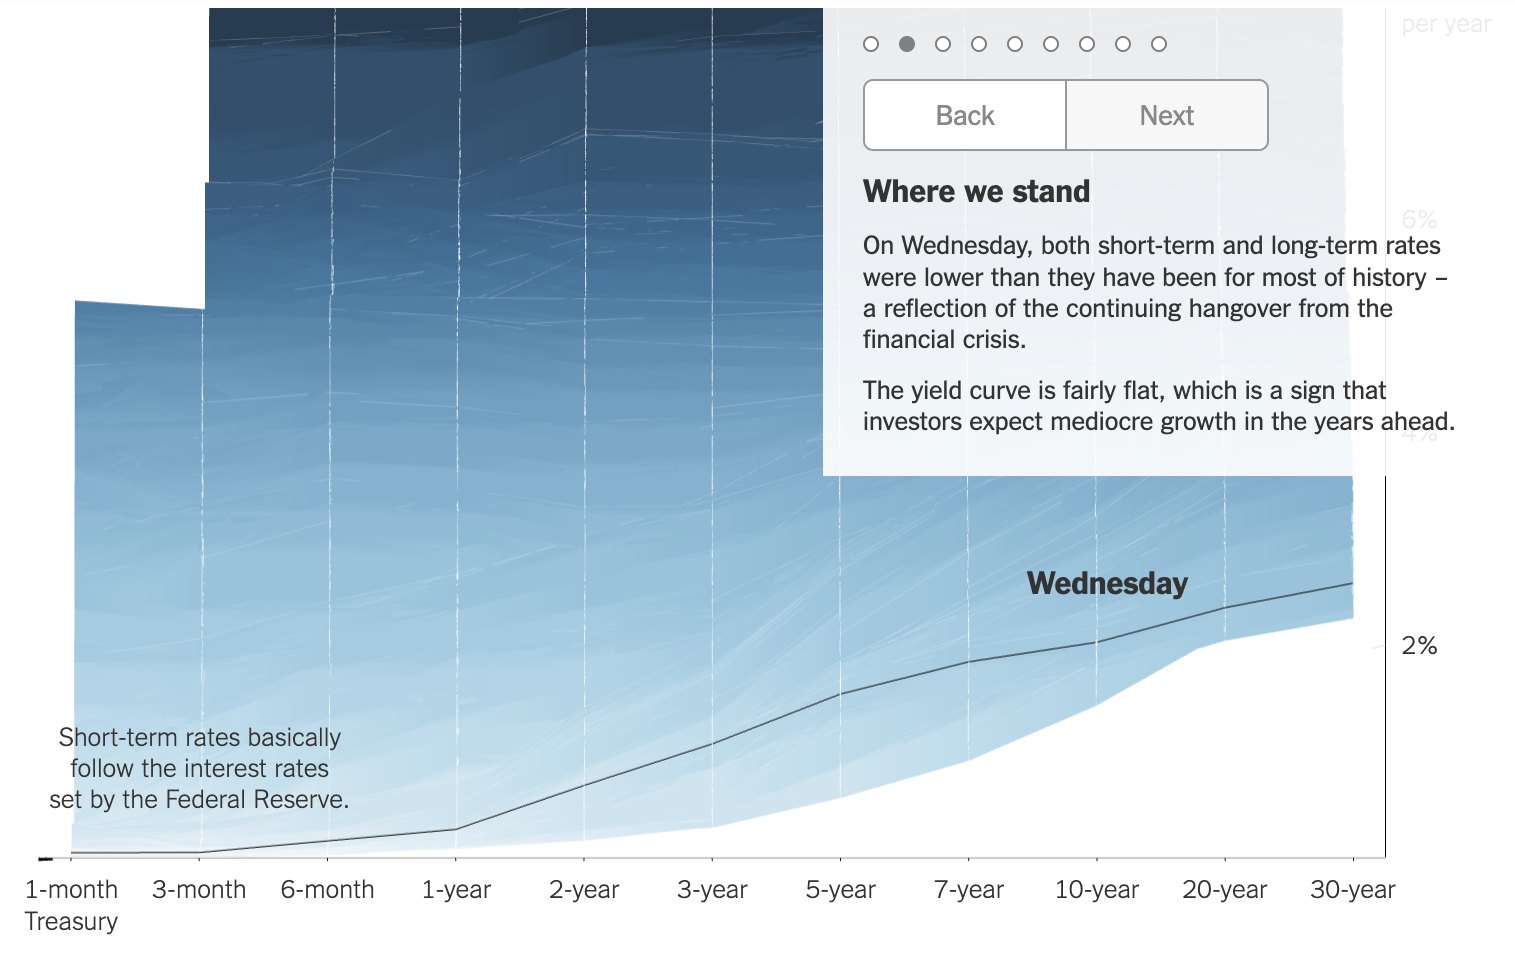 per year
Back
Next
Where we stand
6%
On Wednesday, both short-term and long-term rates
were lower than they have been for most of history –
a reflection of the continuing hangover from the
financial crisis.
The yield curve is fairly flat, which is a sign that
investors expect mediocre growth in the years ahead.
4%
Wednesday
2%
Short-term rates basically
follow the interest rates
set by the Federal Reserve.
1-month 3-month 6-month 1-year 2-year 3-year 5-year 7-year 10-year 20-year 30-year
Treasury